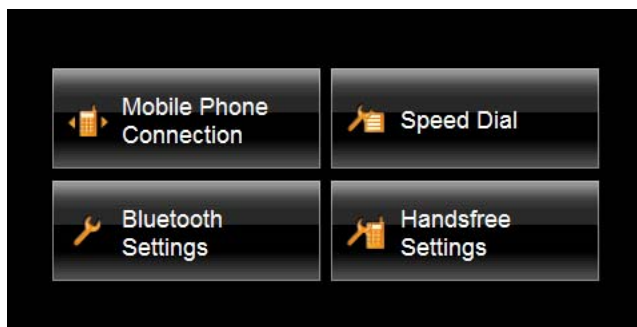 Mobile Phone
Connection
Speed Dial
Bluetooth
Settings
Handsfree
Settings